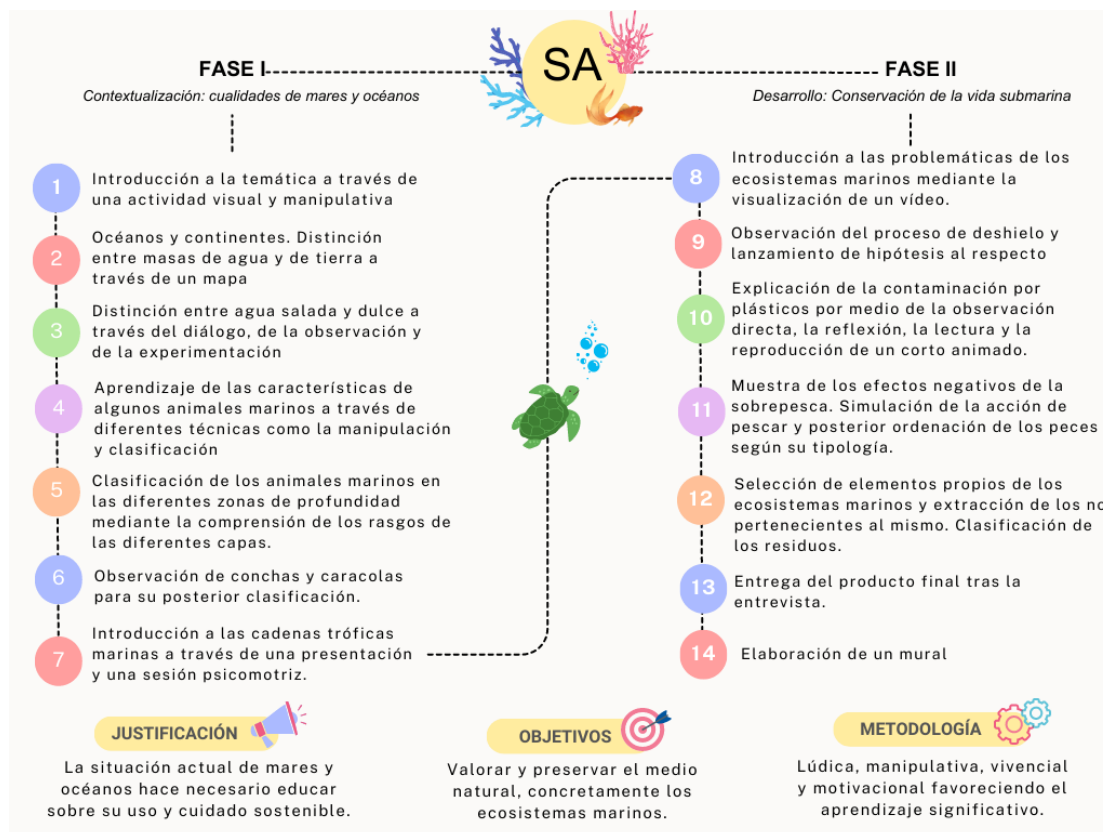 SA
FASE I
Contextualización: cualidades de mares y océanos
1
Introducción a la temática a través de
una actividad visual y manipulativa
2
Océanos y continentes. Distinción
entre masas de agua y de tierra a
través de un mapa
3
Distinción entre agua salada y dulce a
través del diálogo, de la observación y
de la experimentación
4
Aprendizaje de las características de
algunos animales marinos a través de
diferentes técnicas como la manipulación
y clasificación
5
Clasificación de los animales marinos en
las diferentes zonas de profundidad
mediante la comprensión de los rasgos de
las diferentes capas.
6
Observación de conchas y caracolas
para su posterior clasificación.
7
Introducción a las cadenas tróficas
marinas a través de una presentación
y una sesión psicomotriz.
FASE II
Desarrollo: Conservación de la vida submarina
8
Introducción a las problemáticas de los
ecosistemas marinos mediante la
visualización de un vídeo.
9
Observación del proceso de deshielo y
lanzamiento de hipótesis al respecto
10
Explicación de la contaminación por
plásticos por medio de la observación
directa, la reflexión, la lectura y la
reproducción de un corto animado.
11
Muestra de los efectos negativos de la
sobrepesca. Simulación de la acción de
pescar y posterior ordenación de los peces
según su tipología.
12
Selección de elementos propios de los
ecosistemas marinos y extracción de los no
pertenecientes al mismo. Clasificación de
los residuos.
13
Entrega del producto final tras la
entrevista.
14
Elaboración de un mural
JUSTIFICACIÓN
La situación actual de mares y
océanos hace necesario educar
sobre su uso y cuidado sostenible.
OBJETIVOS
Valorar y preservar el medio
natural, concretamente los
ecosistemas marinos.
METODOLOGÍA
Lúdica, manipulativa, vivencial
y motivacional favoreciendo el
aprendizaje significativo.